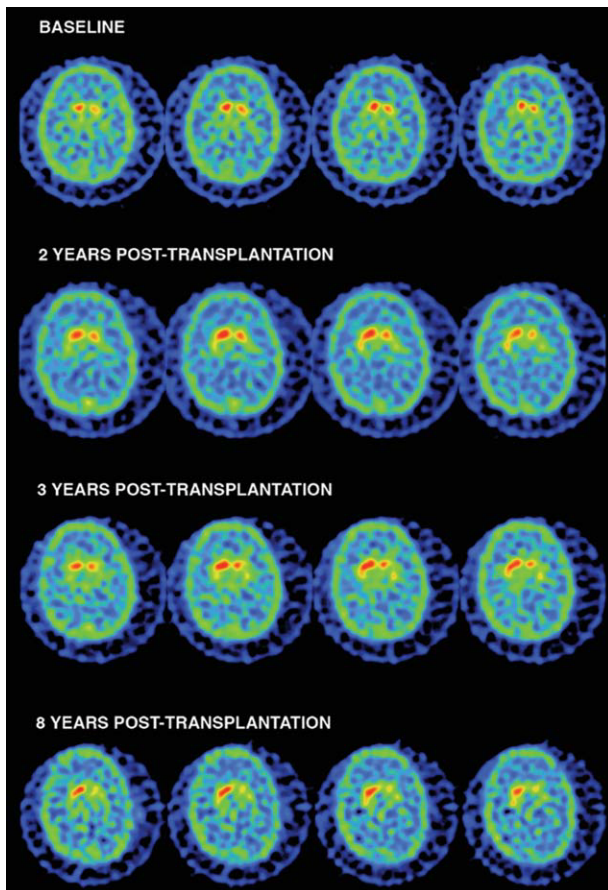 BASELINE
2 YEARS POST-TRANSPLANTATION
3 YEARS POST-TRANSPLANTATION
8 YEARS POST-TRANSPLANTATION